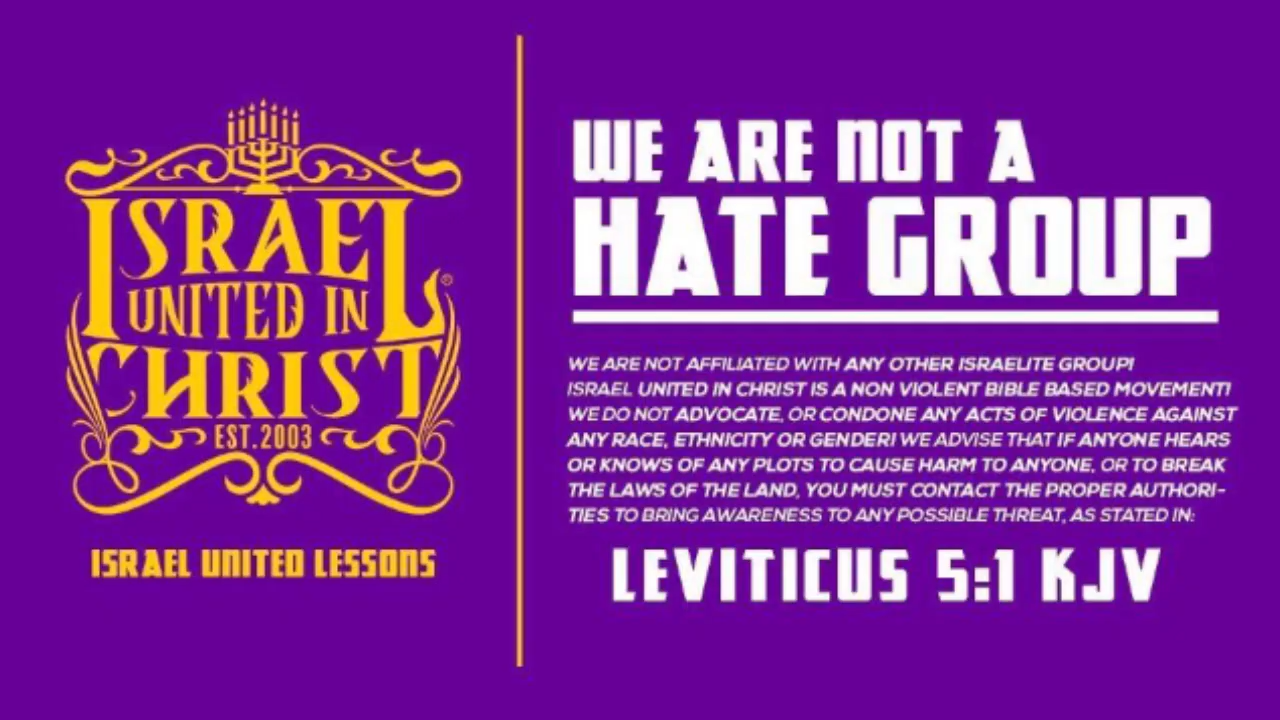 ISRAEL
UNITED IN
CHRIST
EST. 2003
®
ISRAEL UNITED LESSONS
WE ARE NOT A
HATE GROUP
WE ARE NOT AFFILIATED WITH ANY OTHER ISRAELITE GROUP!
ISRAEL UNITED IN CHRIST IS A NON VIOLENT BIBLE BASED MOVEMENT!
WE DO NOT ADVOCATE, OR CONDONE ANY ACTS OF VIOLENCE AGAINST
ANY RACE, ETHNICITY OR GENDER! WE ADVISE THAT IF ANYONE HEARS
OR KNOWS OF ANY PLOTS TO CAUSE HARM TO ANYONE, OR TO BREAK
THE LAWS OF THE LAND, YOU MUST CONTACT THE PROPER AUTHORI-
TIES TO BRING AWARENESS TO ANY POSSIBLE THREAT, AS STATED IN:
LEVITICUS 5:1 KJV